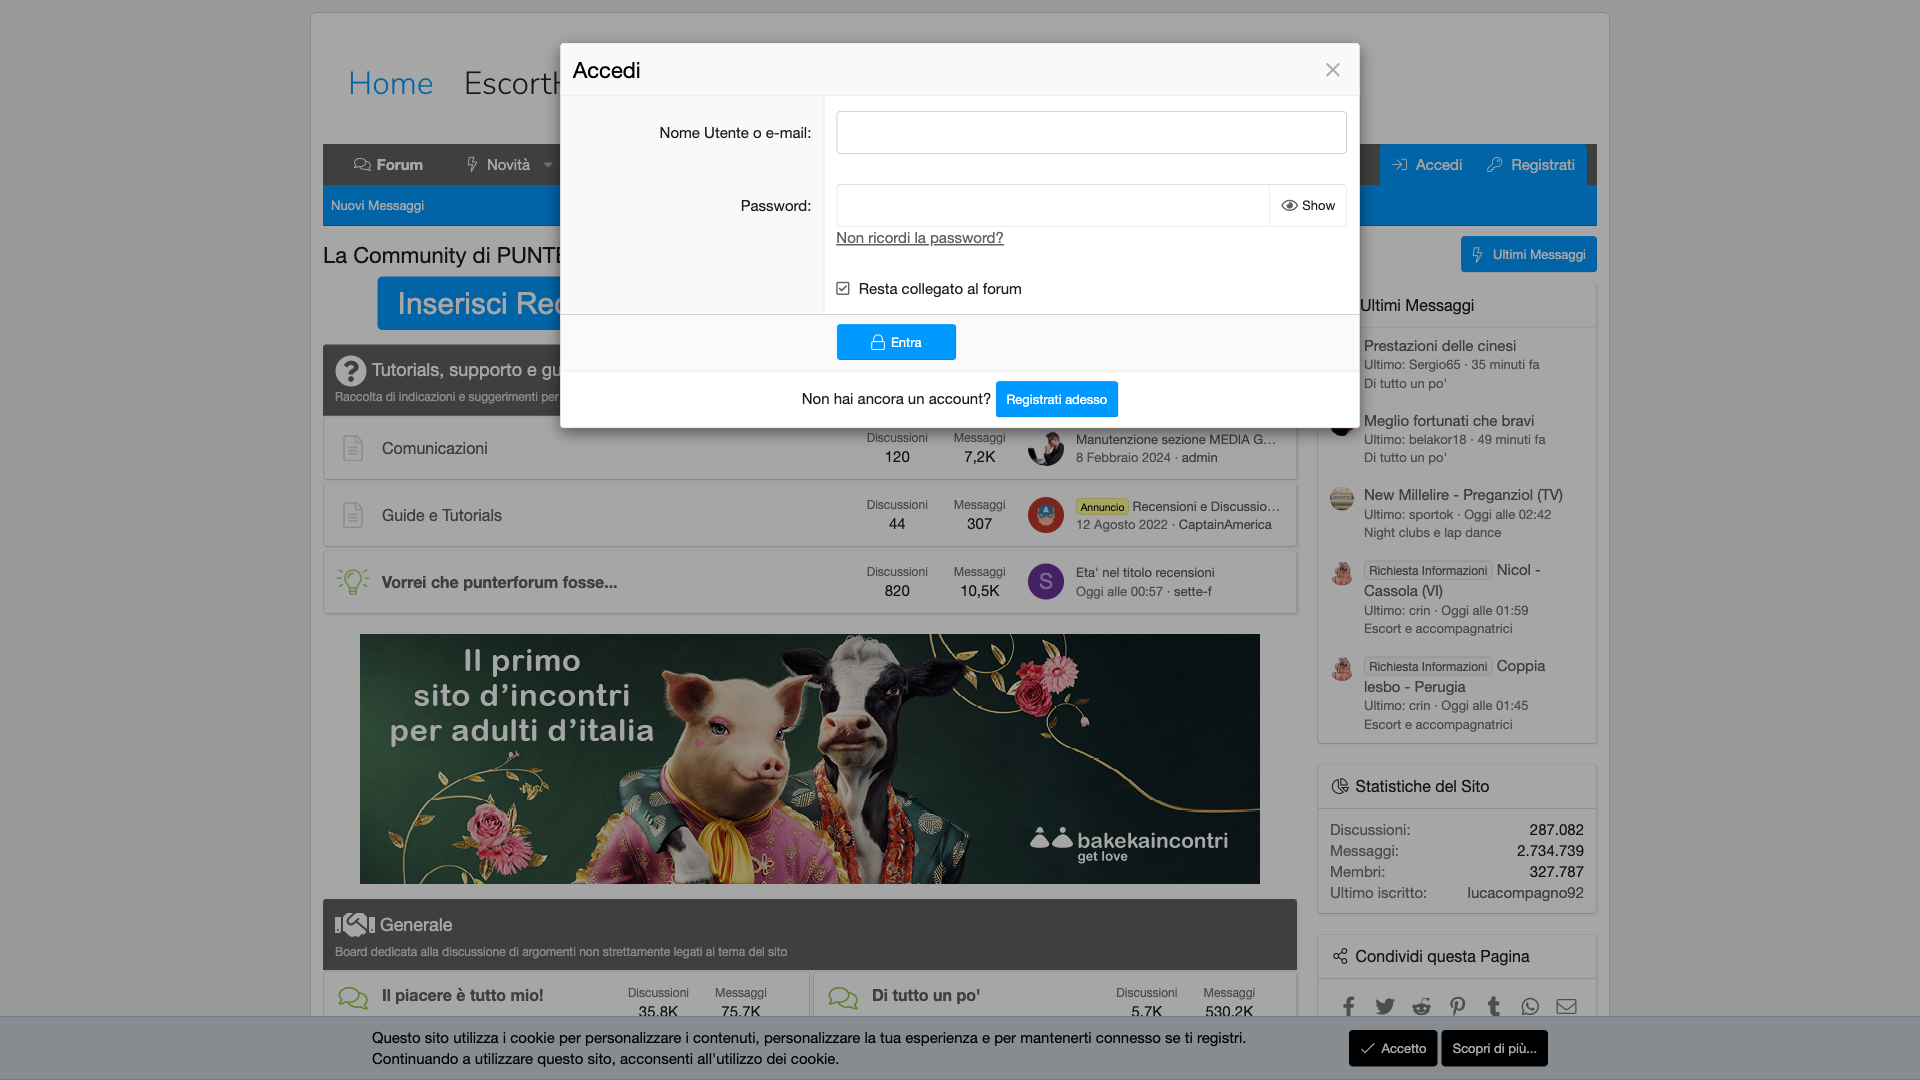 Home EscortH
Accedi
Nome Utente o e-mail:
Password:
Show
Non ricordi la password?
Resta collegato al forum
Entra
Non hai ancora un account? Registrati adesso
Forum Novità
Accedi Registrati
Nuovi Messaggi
La Community di PUNTE
Ultimi Messaggi
Inserisci Rec
Tutorials, supporto e gu
Raccolta di indicazioni e suggerimenti per
Comunicazioni
Discussioni Messaggi
120 7,2K
Manutenzione sezione MEDIA G...
8 Febbraio 2024 · admin
Guide e Tutorials
Discussioni Messaggi
44 307
Annuncio Recensioni e Discussio...
12 Agosto 2022 · CaptainAmerica
Vorrei che punterforum fosse...
Discussioni Messaggi
820 10,5K
S
Eta' nel titolo recensioni
Oggi alle 00:57 · sette-f
Il primo
sito d'incontri
per adulti d'italia
bakekaincontri
get love
Generale
Board dedicata alla discussione di argomenti non strettamente legati al tema del sito
Il piacere è tutto mio!
Discussioni Messaggi
35,8K 75,7K
Di tutto un po'
Discussioni Messaggi
5,7K 530,2K
Ultimi Messaggi
Prestazioni delle cinesi
Ultimo: Sergio65 · 35 minuti fa
Di tutto un po'
Meglio fortunati che bravi
Ultimo: belakor18 · 49 minuti fa
Di tutto un po'
New Millelire - Preganziol (TV)
Ultimo: sportok · Oggi alle 02:42
Night clubs e lap dance
Richiesta Informazioni Nicol -
Cassola (VI)
Ultimo: crin · Oggi alle 01:59
Escort e accompagnatrici
Richiesta Informazioni Coppia
lesbo - Perugia
Ultimo: crin · Oggi alle 01:45
Escort e accompagnatrici
Statistiche del Sito
Discussioni: 287.082
Messaggi: 2.734.739
Membri: 327.787
Ultimo iscritto: lucacompagno92
Condividi questa Pagina
Questo sito utilizza i cookie per personalizzare i contenuti, personalizzare la tua esperienza e per mantenerti connesso se ti registri.
Continuando a utilizzare questo sito, acconsenti all'utilizzo dei cookie.
Accetto Scopri di più...